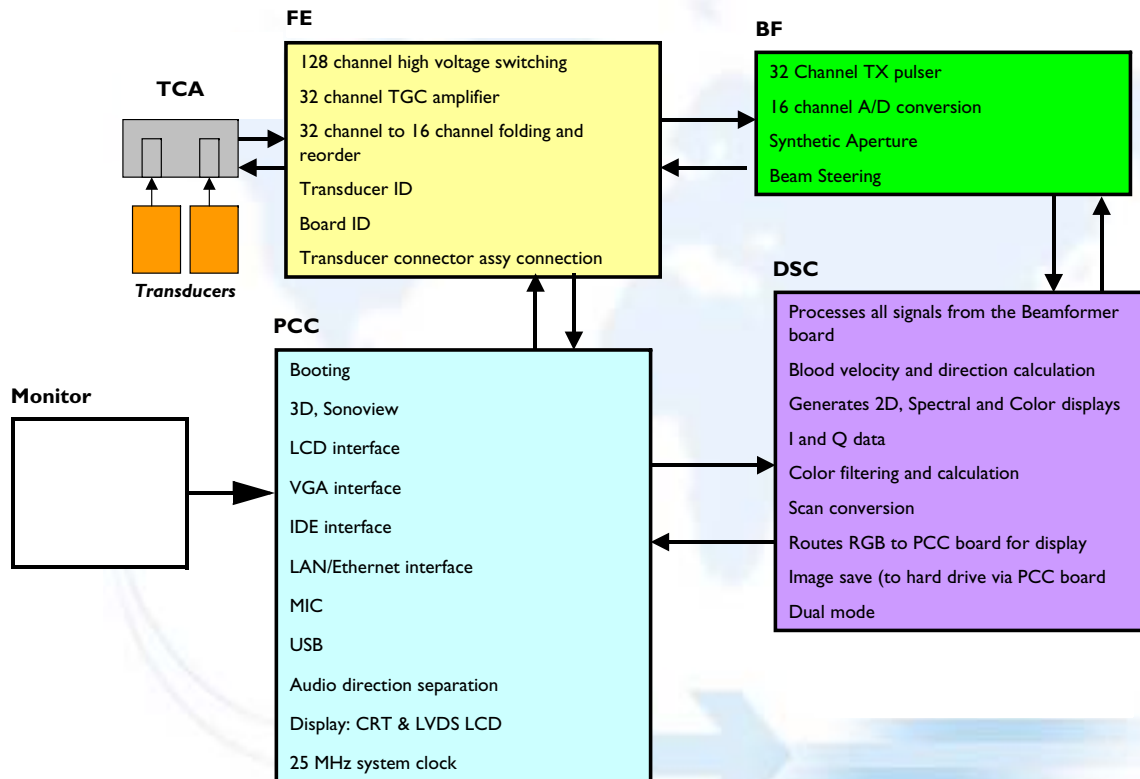 FE
128 channel high voltage switching
32 channel TGC amplifier
32 channel to 16 channel folding and
reorder
Transducer ID
Board ID
Transducer connector assy connection
BF
32 Channel TX pulser
16 channel A/D conversion
Synthetic Aperture
Beam Steering
TCA
Transducers
DSC
Processes all signals from the Beamformer
board
Blood velocity and direction calculation
Generates 2D, Spectral and Color displays
I and Q data
Color filtering and calculation
Scan conversion
Routes RGB to PCC board for display
Image save (to hard drive via PCC board
Dual mode
PCC
Booting
3D, Sonoview
LCD interface
VGA interface
IDE interface
LAN/Ethernet interface
MIC
USB
Audio direction separation
Display: CRT & LVDS LCD
25 MHz system clock
Monitor